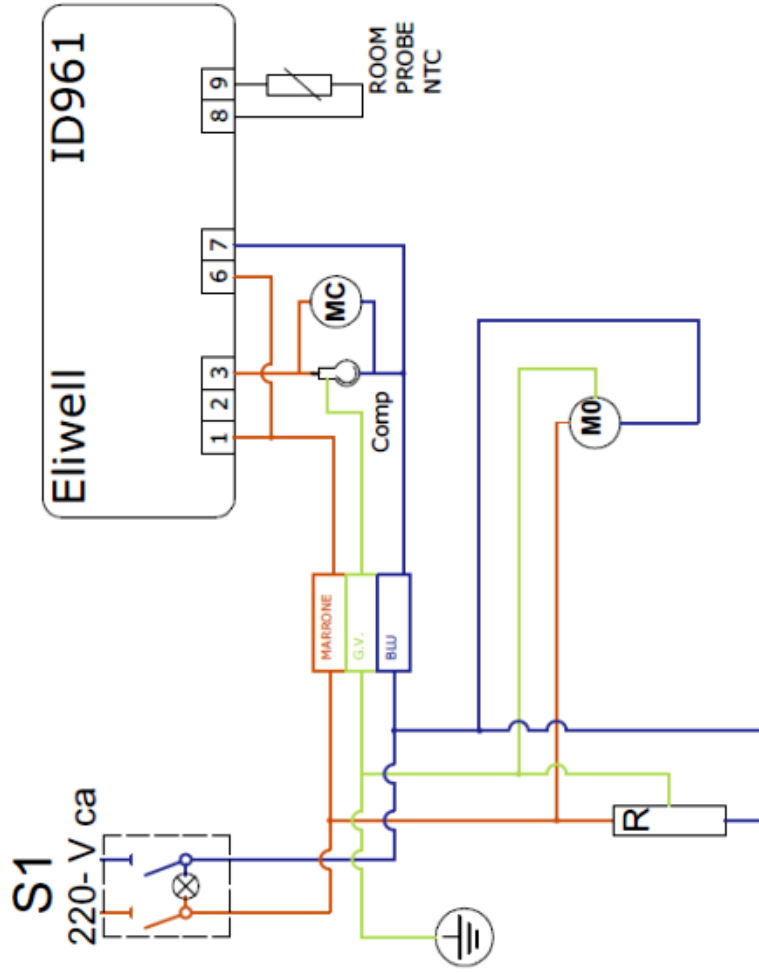 S1
220- V ca
Eliwell
ID961
1
2
3
6
7
8
9
ROOM
PROBE
NTC
MC
Comp
MARRONE
G.V.
BLU
M0
R